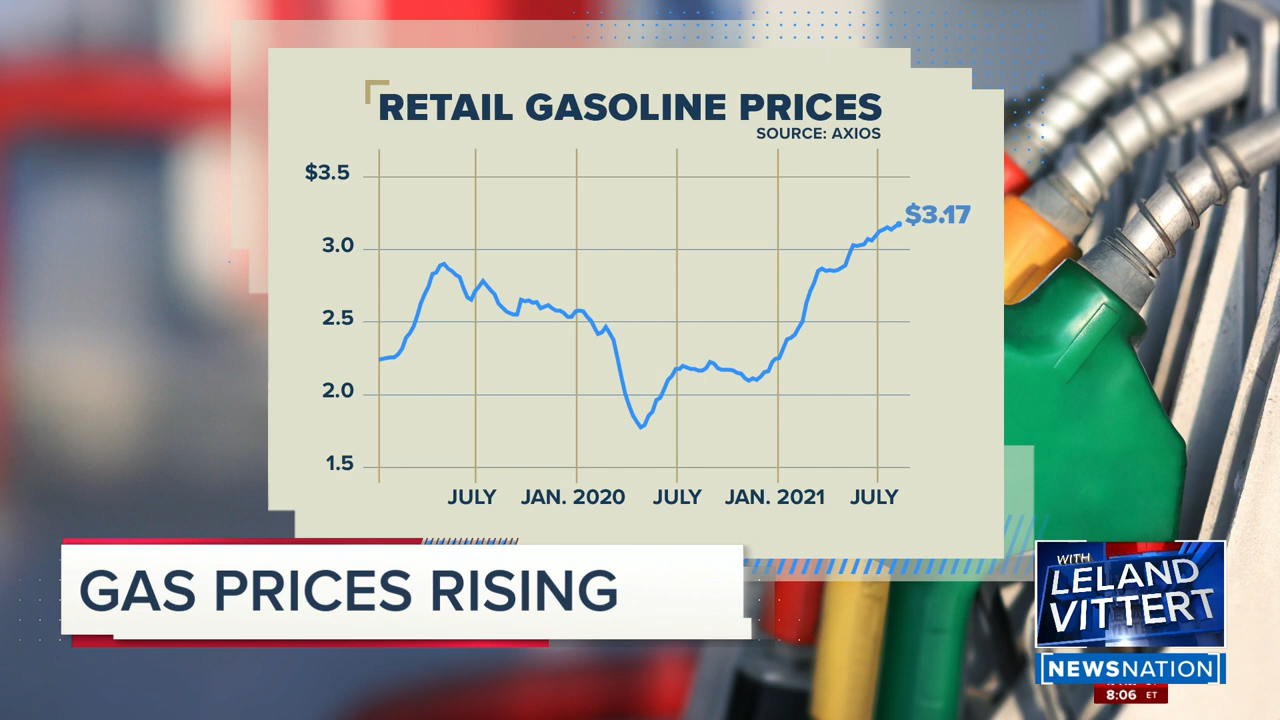 RETAIL GASOLINE PRICES
SOURCE: AXIOS
$3.5
$3.17
3.0
2.5
2.0
1.5
JULY JAN. 2020 JULY JAN. 2021 JULY
GAS PRICES RISING
WITH
LELAND
VITTERT
NEWSNATION
8:06 ET